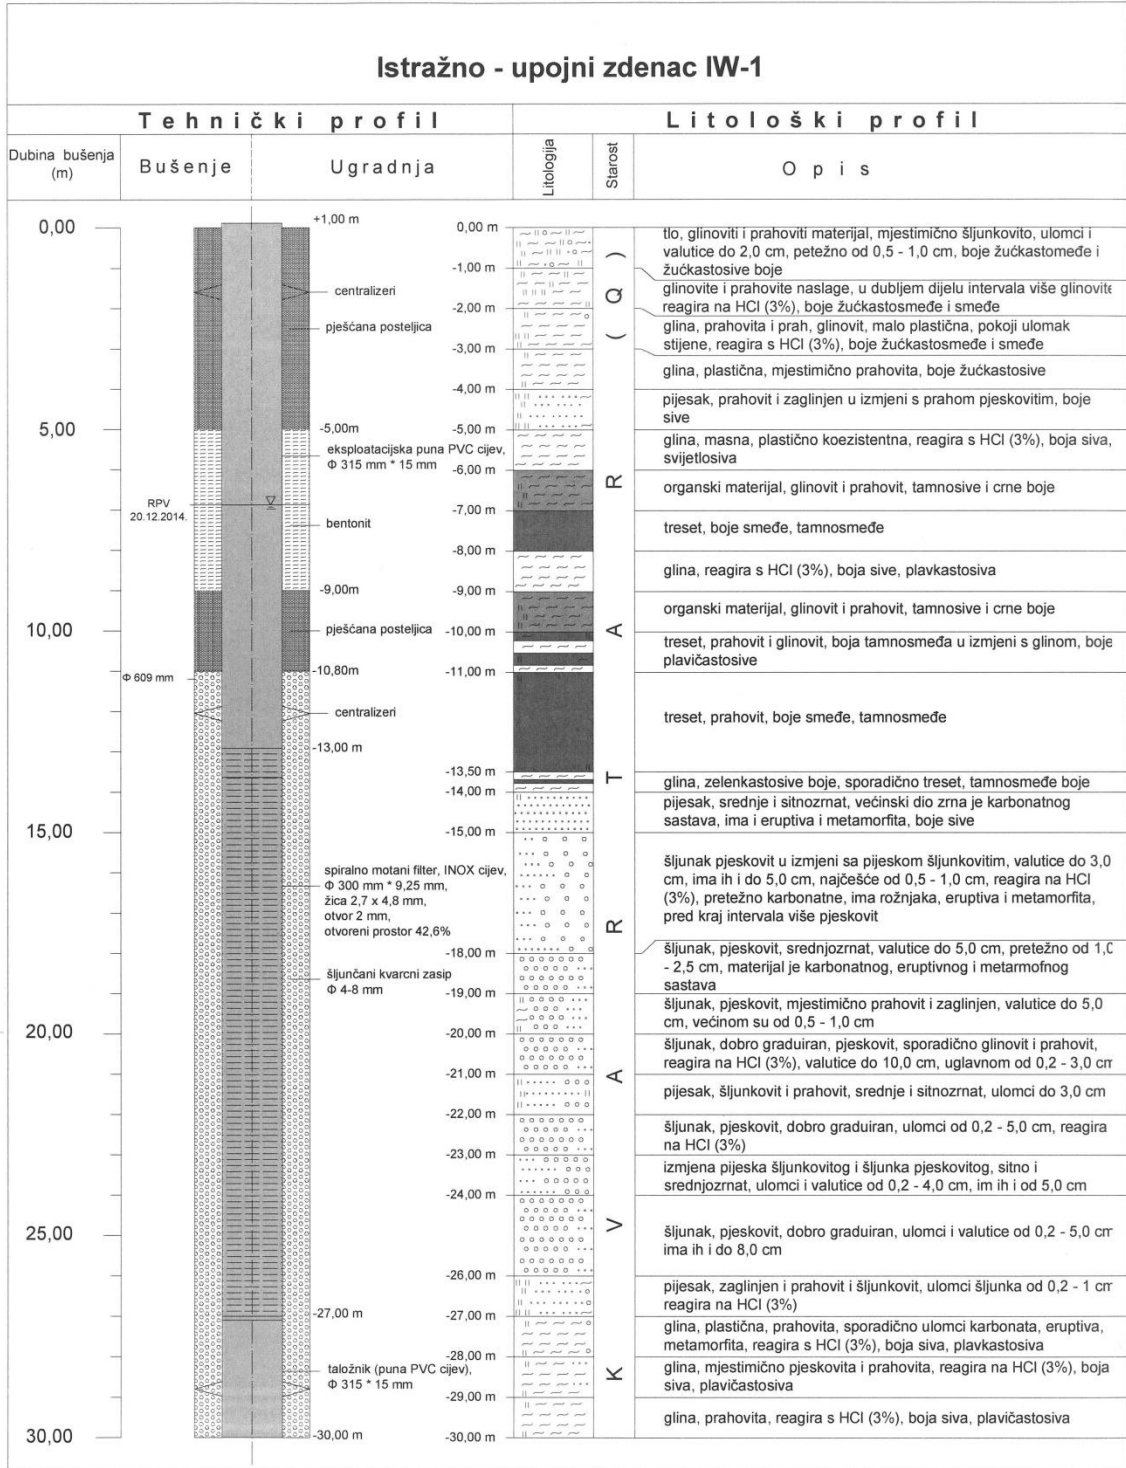 Istražno - upojni zdenac IW-1
Tehnički profil
Litološki profil
Dubina bušenja
(m)
Bušenje
Ugradnja
Litologija
Starost
Opis
0,00
5,00
10,00
15,00
20,00
25,00
30,00
RPV
20.12.2014.
Φ 609 mm
+1,00 m
centralizeri
pješčana posteljica
-5,00m
eksploatacijska puna PVC cijev,
Φ 315 mm * 15 mm
bentonit
-9,00m
pješčana posteljica
-10,80m
centralizeri
-13,00 m
spiralno motani filter, INOX cijev,
Φ 300 mm * 9,25 mm,
žica 2,7 x 4,8 mm,
otvor 2 mm,
otvoreni prostor 42,6%
šljunčani kvarcni zasip
Φ 4-8 mm
-27,00 m
taložnik (puna PVC cijev),
Φ 315 * 15 mm
-30,00 m
0,00 m
-1,00 m
-2,00 m
-3,00 m
-4,00 m
-5,00 m
-6,00 m
-7,00 m
-8,00 m
-9,00 m
-10,00 m
-11,00 m
-13,50 m
-14,00 m
-15,00 m
-18,00 m
-19,00 m
-20,00 m
-21,00 m
-22,00 m
-23,00 m
-24,00 m
-26,00 m
-27,00 m
-28,00 m
-29,00 m
-30,00 m
K V A R T A R ( Q )
tlo, glinoviti i prahoviti materijal, mjestimično šljunkovito, ulomci i
valutice do 2,0 cm, petežno od 0,5 - 1,0 cm, boje žućkastomeđe i
žućkastosive boje
glinovite i prahovite naslage, u dubljem dijelu intervala više glinovite
reagira na HCl (3%), boje žućkastosmeđe i smeđe
glina, prahovita i prah, glinovit, malo plastična, pokoji ulomak
stijene, reagira s HCl (3%), boje žućkastosmeđe i smeđe
glina, plastična, mjestimično prahovita, boje žućkastosive
pijesak, prahovit i zaglinjen u izmjeni s prahom pjeskovitim, boje
sive
glina, masna, plastično koezistentna, reagira s HCl (3%), boja siva,
svijetlosiva
organski materijal, glinovit i prahovit, tamnosive i crne boje
treset, boje smeđe, tamnosmeđe
glina, reagira s HCl (3%), boja sive, plavkastosiva
organski materijal, glinovit i prahovit, tamnosive i crne boje
treset, prahovit i glinovit, boja tamnosmeđa u izmjeni s glinom, boje
plavičastosive
treset, prahovit, boje smeđe, tamnosmeđe
glina, zelenkastosive boje, sporadično treset, tamnosmeđe boje
pijesak, srednje i sitnozrnat, većinski dio zrna je karbonatnog
sastava, ima i eruptiva i metamorfita, boje sive
šljunak pjeskovit u izmjeni sa pijeskom šljunkovitim, valutice do 3,0
cm, ima ih i do 5,0 cm, najčešće od 0,5 - 1,0 cm, reagira na HCl
(3%), pretežno karbonatne, ima rožnjaka, eruptiva i metamorfita,
pred kraj intervala više pjeskovit
šljunak, pjeskovit, srednjozrnat, valutice do 5,0 cm, pretežno od 1,0
- 2,5 cm, materijal je karbonatnog, eruptivnog i metarmofnog
sastava
šljunak, pjeskovit, mjestimično prahovit i zaglinjen, valutice do 5,0
cm, većinom su od 0,5 - 1,0 cm
šljunak, dobro graduiran, pjeskovit, sporadično glinovit i prahovit,
reagira na HCl (3%), valutice do 10,0 cm, uglavnom od 0,2 - 3,0 cm
pijesak, šljunkovit i prahovit, srednje i sitnozrnat, ulomci do 3,0 cm
šljunak, pjeskovit, dobro graduiran, ulomci od 0,2 - 5,0 cm, reagira
na HCl (3%)
izmjena pijeska šljunkovitog i šljunka pjeskovitog, sitno i
srednjozrnat, ulomci i valutice od 0,2 - 4,0 cm, im ih i od 5,0 cm
šljunak, pjeskovit, dobro graduiran, ulomci i valutice od 0,2 - 5,0 cm
ima ih i do 8,0 cm
pijesak, zaglinjen i prahovit i šljunkovit, ulomci šljunka od 0,2 - 1 cm
reagira na HCl (3%)
glina, plastična, prahovita, sporadično ulomci karbonata, eruptiva,
metamorfita, reagira s HCl (3%), boja siva, plavkastosiva
glina, mjestimično pjeskovita i prahovita, reagira na HCl (3%), boja
siva, plavičastosiva
glina, prahovita, reagira s HCl (3%), boja siva, plavičastosiva